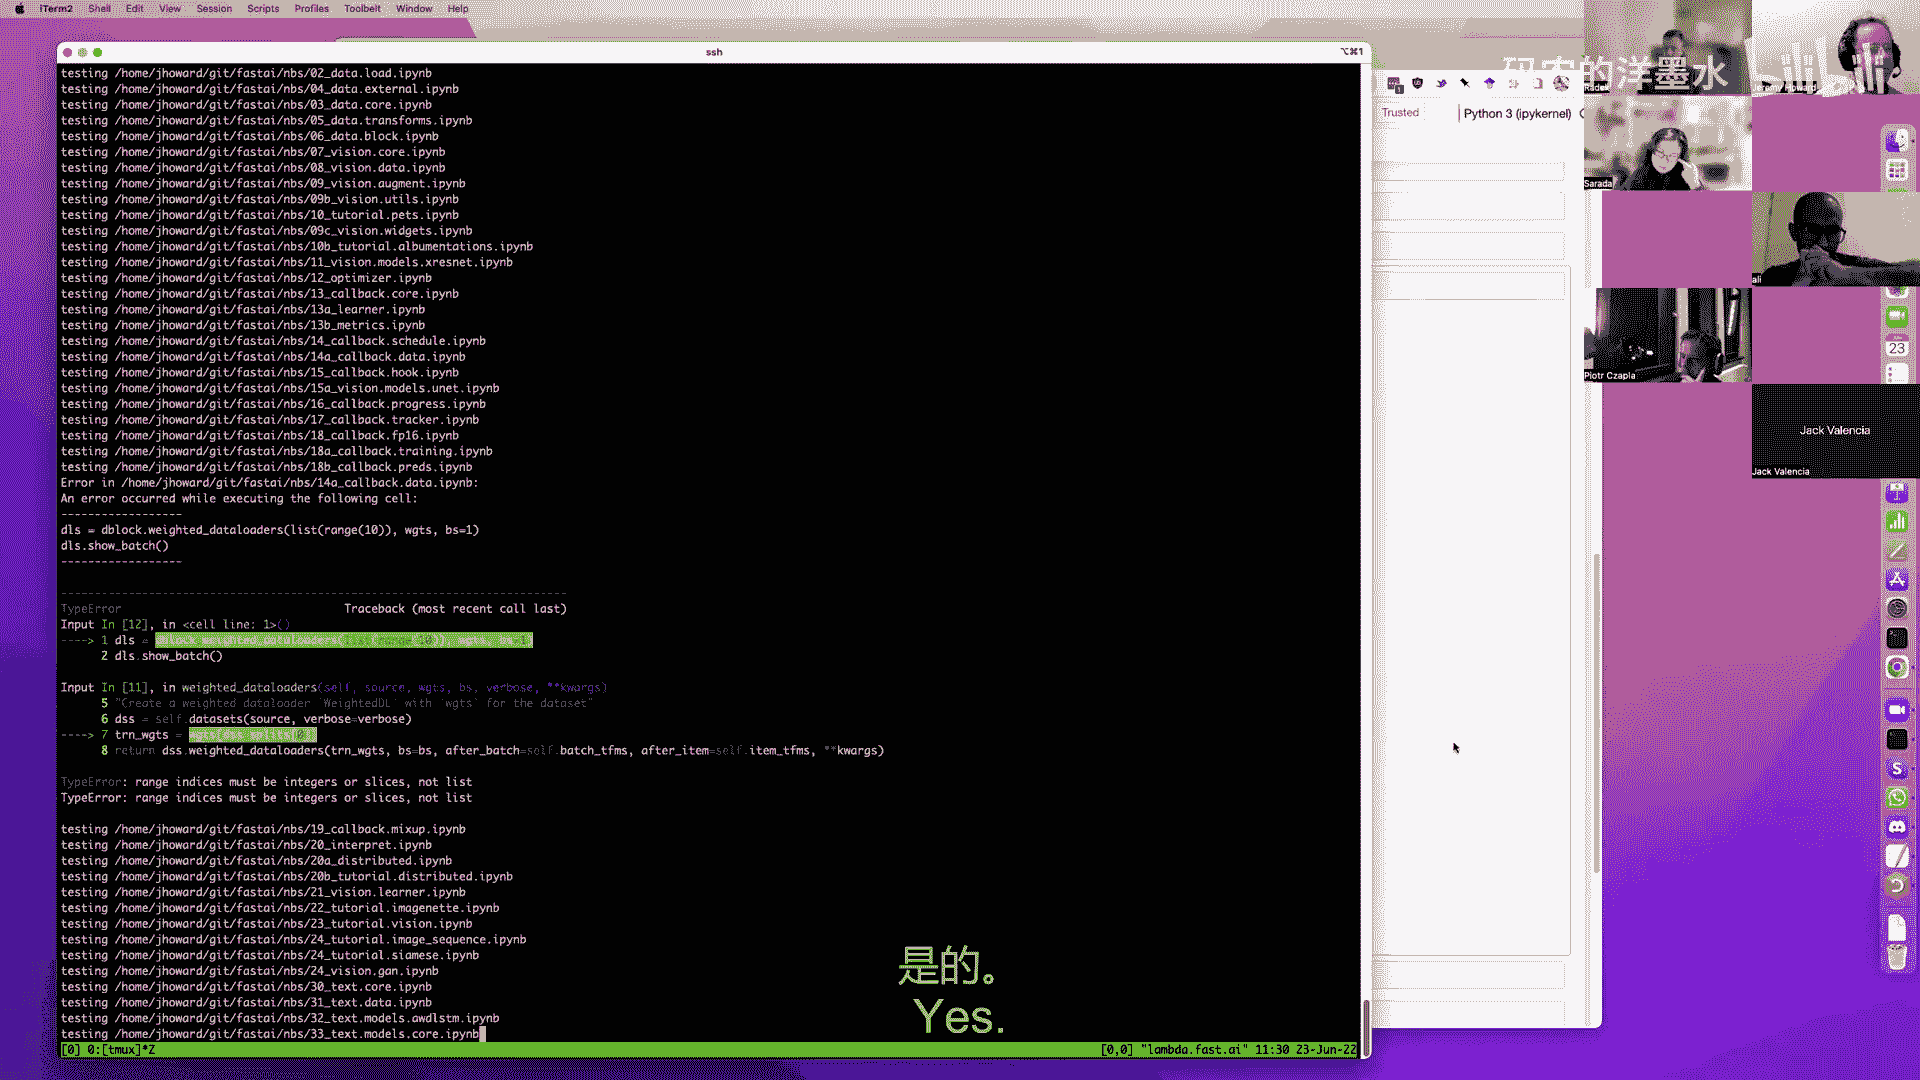 iTerm2 Shell Edit View Session Scripts Profiles Toolbelt Window Help
ssh
⌥⌘1
testing /home/jhoward/git/fastai/nbs/02_data.load.ipynb
testing /home/jhoward/git/fastai/nbs/04_data.external.ipynb
testing /home/jhoward/git/fastai/nbs/03_data.core.ipynb
testing /home/jhoward/git/fastai/nbs/05_data.transforms.ipynb
testing /home/jhoward/git/fastai/nbs/06_data.block.ipynb
testing /home/jhoward/git/fastai/nbs/07_vision.core.ipynb
testing /home/jhoward/git/fastai/nbs/08_vision.data.ipynb
testing /home/jhoward/git/fastai/nbs/09_vision.augment.ipynb
testing /home/jhoward/git/fastai/nbs/09b_vision.utils.ipynb
testing /home/jhoward/git/fastai/nbs/10_tutorial.pets.ipynb
testing /home/jhoward/git/fastai/nbs/09c_vision.widgets.ipynb
testing /home/jhoward/git/fastai/nbs/10b_tutorial.albumentations.ipynb
testing /home/jhoward/git/fastai/nbs/11_vision.models.xresnet.ipynb
testing /home/jhoward/git/fastai/nbs/12_optimizer.ipynb
testing /home/jhoward/git/fastai/nbs/13_callback.core.ipynb
testing /home/jhoward/git/fastai/nbs/13a_learner.ipynb
testing /home/jhoward/git/fastai/nbs/13b_metrics.ipynb
testing /home/jhoward/git/fastai/nbs/14_callback.schedule.ipynb
testing /home/jhoward/git/fastai/nbs/14a_callback.data.ipynb
testing /home/jhoward/git/fastai/nbs/15_callback.hook.ipynb
testing /home/jhoward/git/fastai/nbs/15a_vision.models.unet.ipynb
testing /home/jhoward/git/fastai/nbs/16_callback.progress.ipynb
testing /home/jhoward/git/fastai/nbs/17_callback.tracker.ipynb
testing /home/jhoward/git/fastai/nbs/18_callback.fp16.ipynb
testing /home/jhoward/git/fastai/nbs/18a_callback.training.ipynb
testing /home/jhoward/git/fastai/nbs/18b_callback.preds.ipynb
Error in /home/jhoward/git/fastai/nbs/14a_callback.data.ipynb:
An error occurred while executing the following cell:
------------------
dls = dblock.weighted_dataloaders(list(range(10)), wgts, bs=1)
dls.show_batch()
------------------
---------------------------------------------------------------------------
TypeError Traceback (most recent call last)
Input In [12], in <cell line: 1>()
----> 1 dls = dblock.weighted_dataloaders(list(range(10)), wgts, bs=1)
2 dls.show_batch()
Input In [11], in weighted_dataloaders(self, source, wgts, bs, verbose, **kwargs)
5 "Create a weighted dataloader `WeightedDL` with `wgts` for the dataset"
6 dss = self.datasets(source, verbose=verbose)
----> 7 trn_wgts = wgts[dss.splits[0]]
8 return dss.weighted_dataloaders(trn_wgts, bs=bs, after_batch=self.batch_tfms, after_item=self.item_tfms, **kwargs)
TypeError: range indices must be integers or slices, not list
TypeError: range indices must be integers or slices, not list
testing /home/jhoward/git/fastai/nbs/19_callback.mixup.ipynb
testing /home/jhoward/git/fastai/nbs/20_interpret.ipynb
testing /home/jhoward/git/fastai/nbs/20a_distributed.ipynb
testing /home/jhoward/git/fastai/nbs/20b_tutorial.distributed.ipynb
testing /home/jhoward/git/fastai/nbs/21_vision.learner.ipynb
testing /home/jhoward/git/fastai/nbs/22_tutorial.imagenette.ipynb
testing /home/jhoward/git/fastai/nbs/23_tutorial.vision.ipynb
testing /home/jhoward/git/fastai/nbs/24_tutorial.image_sequence.ipynb
testing /home/jhoward/git/fastai/nbs/24_tutorial.siamese.ipynb
testing /home/jhoward/git/fastai/nbs/24_vision.gan.ipynb
testing /home/jhoward/git/fastai/nbs/30_text.core.ipynb
testing /home/jhoward/git/fastai/nbs/31_text.data.ipynb
testing /home/jhoward/git/fastai/nbs/32_text.models.awdlstm.ipynb
testing /home/jhoward/git/fastai/nbs/33_text.models.core.ipynb
[0] 0:[tmux]*Z [0,0] "lambda.fast.ai" 11:30 23-Jun-22
是的。
Yes.
Trusted
Python 3 (ipykernel)
的洋墨水
Radek
Jeremy Howard
Sarada
ali
Piotr Czapla
Jack Valencia
Jack Valencia
23